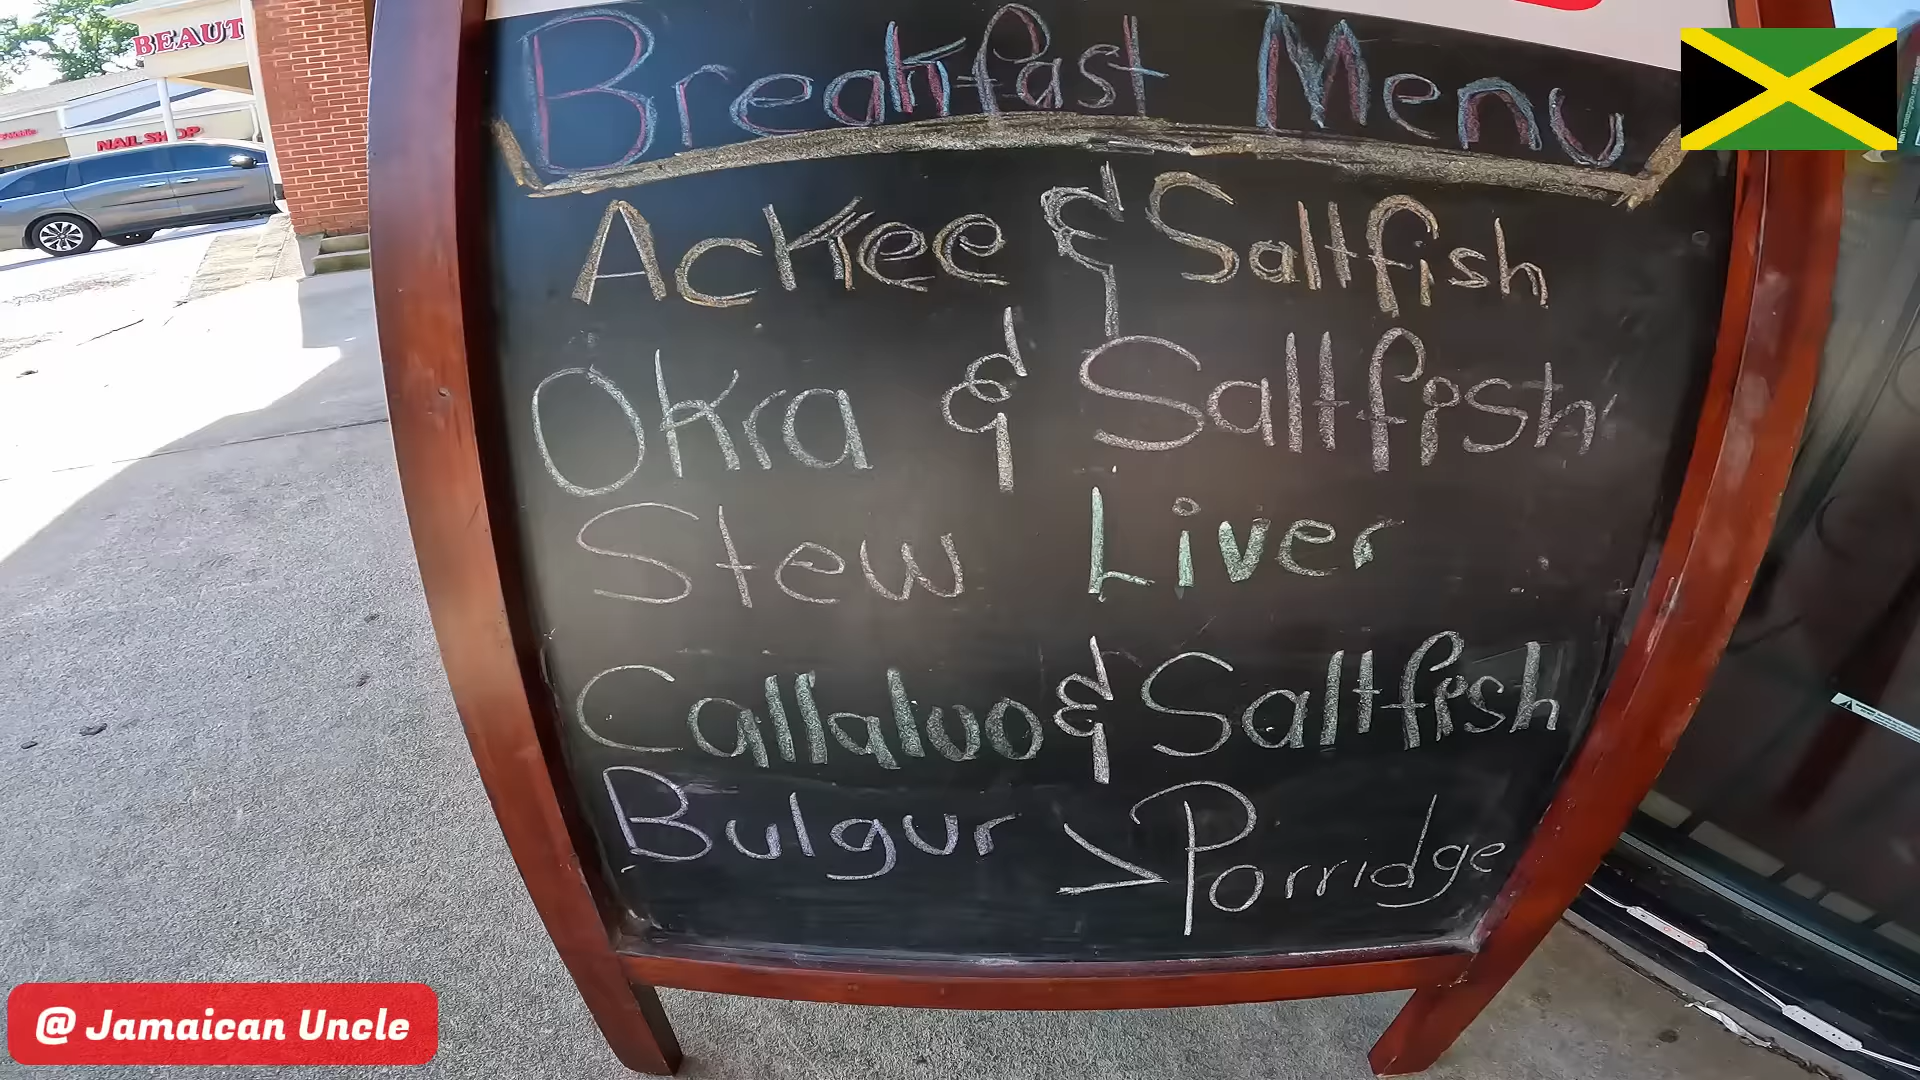 BEAUT
NAIL SHOP
Breakfast Menu
Ackee & Saltfish
Okra & Saltfish
Stew Liver
Callaloo & Saltfish
Bulgur > Porridge
@ Jamaican Uncle